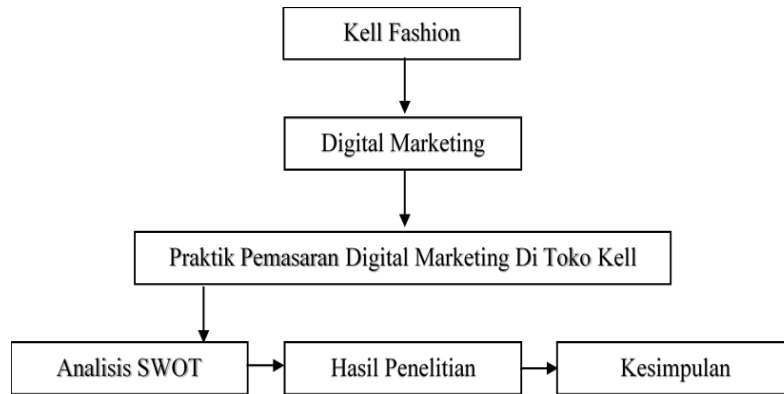 Kell Fashion
Digital Marketing
Praktik Pemasaran Digital Marketing Di Toko Kell
Analisis SWOT
Hasil Penelitian
Kesimpulan